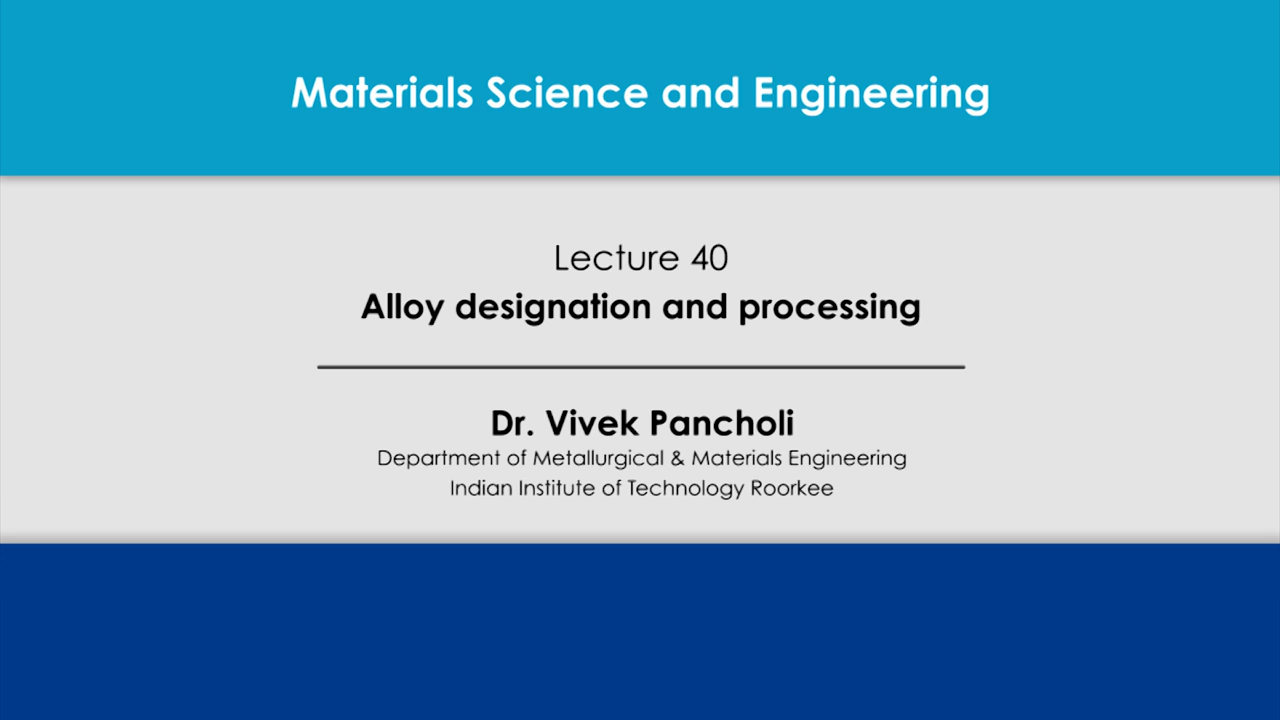 Materials Science and Engineering
Lecture 40
Alloy designation and processing
Dr. Vivek Pancholi
Department of Metallurgical & Materials Engineering
Indian Institute of Technology Roorkee